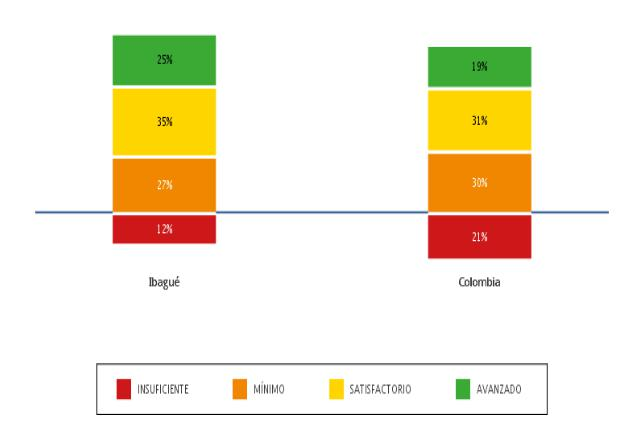 25%
19%
35%
31%
27%
30%
12%
21%
Ibagué
Colombia
INSUFICIENTE
MÍNIMO
SATISFACTORIO
AVANZADO